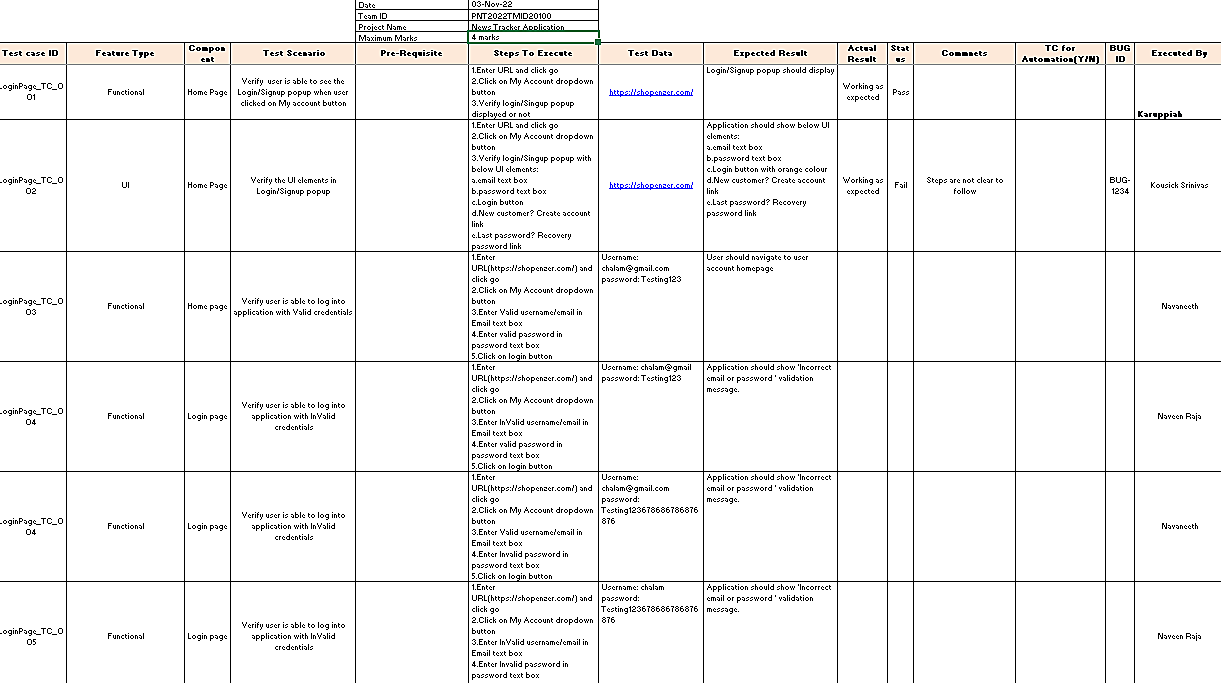 Date 03-Nov-22
Team ID PNT2022TMID20100
Project Name News Tracker Application
Maximum Marks 4 marks
Test case ID Feature Type Compon Test Scenario Pre-Requisite Steps To Execute Test Data Expected Result Actual Stat Commnets TC for BUG Executed By
ent Result us Automation(Y/N) ID
LoginPage_TC_O
O1
Functional
Home Page
Verify user is able to see the
Login/Signup popup when user
clicked on My account button
1.Enter URL and click go
2.Click on My Account dropdown
button
3.Verify login/Singup popup
displayed or not
https://shopenzer.com/
Login/Signup popup should display
Working as
expected
Pass
Karuppiah
LoginPage_TC_O
O2
UI
Home Page
Verify the UI elements in
Login/Signup popup
1.Enter URL and click go
2.Click on My Account dropdown
button
3.Verify login/Singup popup with
below UI elements:
a.email text box
b.password text box
c.Login button
d.New customer? Create account
link
e.Last password? Recovery
password link
https://shopenzer.com/
Application should show below UI
elements:
a.email text box
b.password text box
c.Login button with orange colour
d.New customer? Create account
link
e.Last password? Recovery
password link
Working as
expected
Fail
Steps are not clear to
follow
BUG-
1234
Kousick Srinivas
LoginPage_TC_O
O3
Functional
Home page
Verify user is able to log into
application with Valid credentials
1.Enter
URL(https://shopenzer.com/) and
click go
2.Click on My Account dropdown
button
3.Enter Valid username/email in
Email text box
4.Enter valid password in
password text box
5.Click on login button
Username:
chalam@gmail.com
password: Testing123
User should navigate to user
account homepage
Navaneeth
LoginPage_TC_O
O4
Functional
Login page
Verify user is able to log into
application with InValid
credentials
1.Enter
URL(https://shopenzer.com/) and
click go
2.Click on My Account dropdown
button
3.Enter InValid username/email in
Email text box
4.Enter valid password in
password text box
5.Click on login button
Username: chalam@gmail
password: Testing123
Application should show 'Incorrect
email or password ' validation
message.
Naveen Raja
LoginPage_TC_O
O4
Functional
Login page
Verify user is able to log into
application with InValid
credentials
1.Enter
URL(https://shopenzer.com/) and
click go
2.Click on My Account dropdown
button
3.Enter Valid username/email in
Email text box
4.Enter Invalid password in
password text box
5.Click on login button
Username:
chalam@gmail.com
password:
Testing123678686786876
876
Application should show 'Incorrect
email or password ' validation
message.
Navaneeth
LoginPage_TC_O
O5
Functional
Login page
Verify user is able to log into
application with InValid
credentials
1.Enter
URL(https://shopenzer.com/) and
click go
2.Click on My Account dropdown
button
3.Enter InValid username/email in
Email text box
4.Enter Invalid password in
password text box
Username: chalam
password:
Testing123678686786876
876
Application should show 'Incorrect
email or password ' validation
message.
Naveen Raja